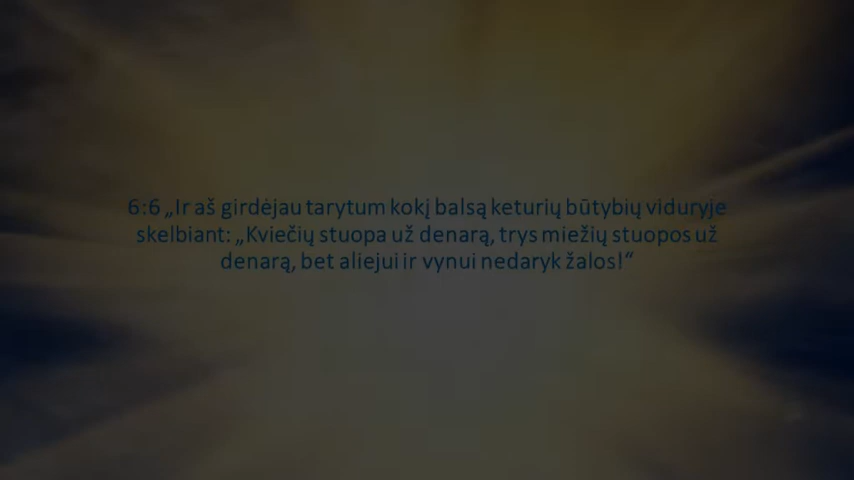 6:6 „Ir aš girdėjau tarytum kokį balsą keturių būtybių viduryje
skelbiant: „Kviečių stuopa už denarą, trys miežių stuopos už
denarą, bet aliejui ir vynui nedaryk žalos!“